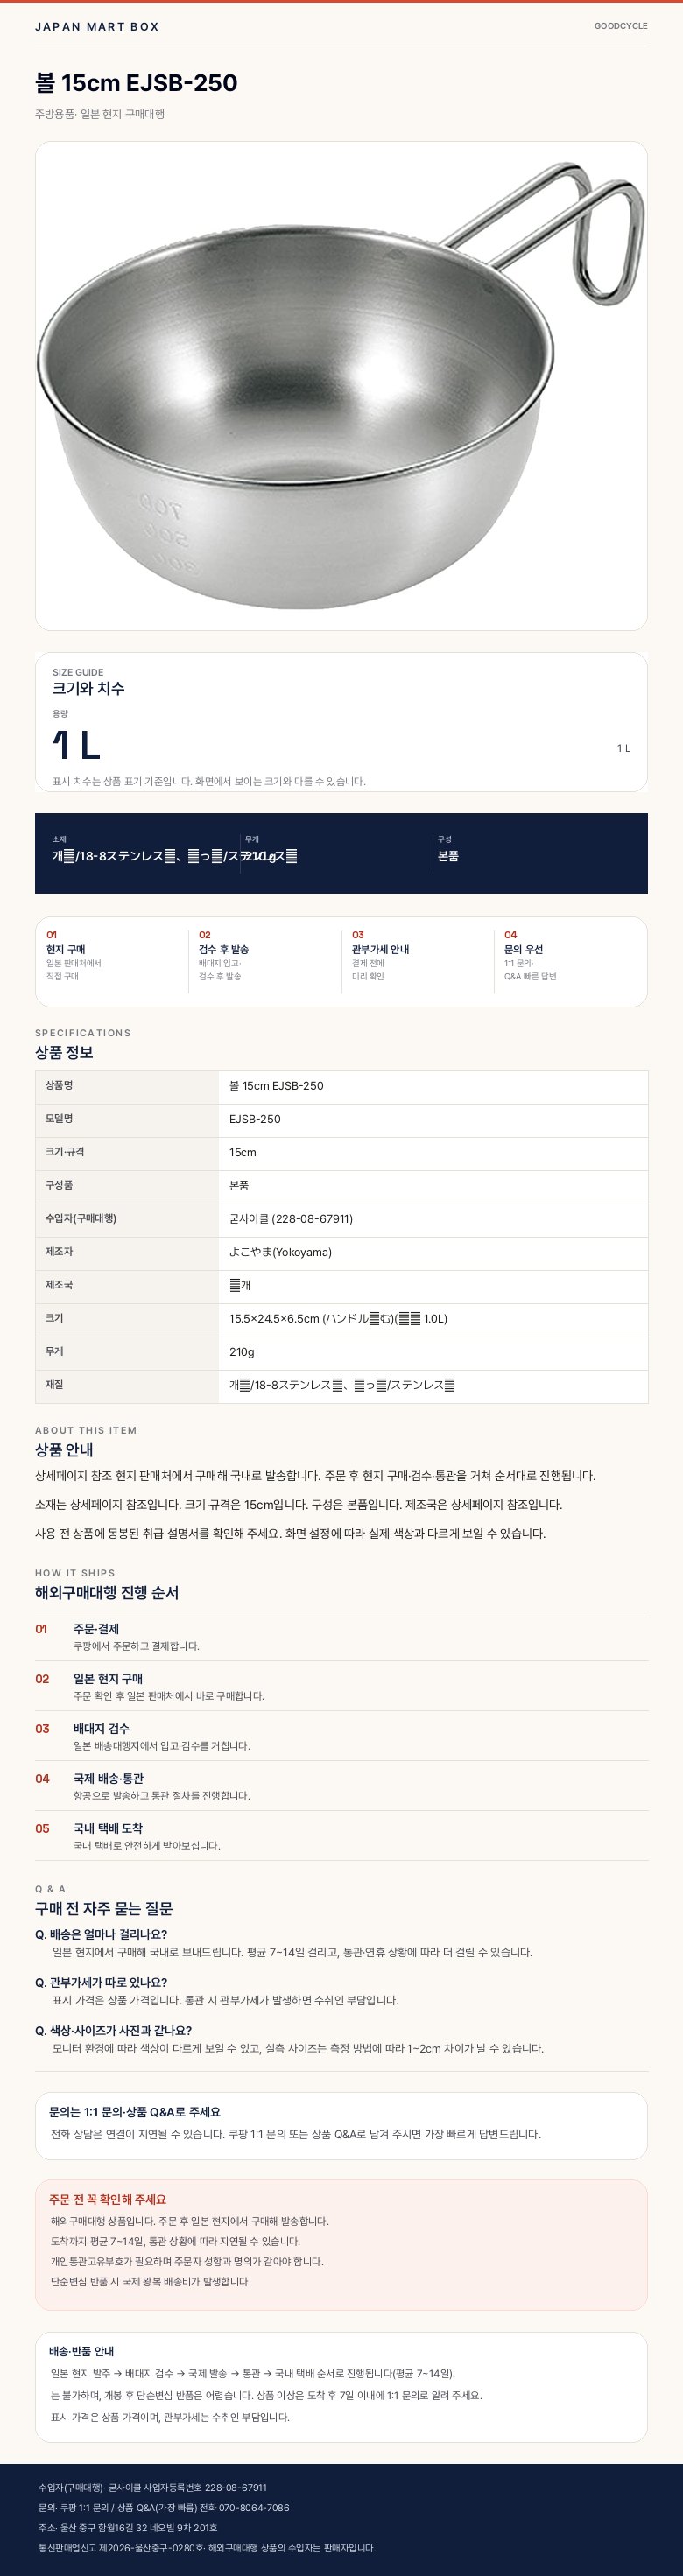 JAPAN MART BOX
GOODCYCLE
볼 15cm EJSB-250
주방용품· 일본 현지 구매대행
700
500
300
SIZE GUIDE
크기와 치수
용량
1 L
1 L
표시 치수는 상품 표기 기준입니다. 화면에서 보이는 크기와 다를 수 있습니다.
소재
무게
구성
개/18-8ステンレス、っ/ステンレス
210g
본품
01
현지 구매
일본 판매처에서
직접 구매
02
검수 후 발송
배대지 입고·
검수 후 발송
03
관부가세 안내
결제 전에
미리 확인
04
문의 우선
1:1 문의·
Q&A 빠른 답변
SPECIFICATIONS
상품 정보
상품명 볼 15cm EJSB-250
모델명 EJSB-250
크기·규격 15cm
구성품 본품
수입자(구매대행) 굳사이클 (228-08-67911)
제조자 よこやま(Yokoyama)
제조국 개
크기 15.5×24.5×6.5cm (ハンドルむ)( 1.0L)
무게 210g
재질 개/18-8ステンレス、っ/ステンレス
ABOUT THIS ITEM
상품 안내
상세페이지 참조 현지 판매처에서 구매해 국내로 발송합니다. 주문 후 현지 구매·검수·통관을 거쳐 순서대로 진행됩니다.
소재는 상세페이지 참조입니다. 크기·규격은 15cm입니다. 구성은 본품입니다. 제조국은 상세페이지 참조입니다.
사용 전 상품에 동봉된 취급 설명서를 확인해 주세요. 화면 설정에 따라 실제 색상과 다르게 보일 수 있습니다.
HOW IT SHIPS
해외구매대행 진행 순서
01 주문·결제
쿠팡에서 주문하고 결제합니다.
02 일본 현지 구매
주문 확인 후 일본 판매처에서 바로 구매합니다.
03 배대지 검수
일본 배송대행지에서 입고·검수를 거칩니다.
04 국제 배송·통관
항공으로 발송하고 통관 절차를 진행합니다.
05 국내 택배 도착
국내 택배로 안전하게 받아보십니다.
Q & A
구매 전 자주 묻는 질문
Q. 배송은 얼마나 걸리나요?
일본 현지에서 구매해 국내로 보내드립니다. 평균 7~14일 걸리고, 통관·연휴 상황에 따라 더 걸릴 수 있습니다.
Q. 관부가세가 따로 있나요?
표시 가격은 상품 가격입니다. 통관 시 관부가세가 발생하면 수취인 부담입니다.
Q. 색상·사이즈가 사진과 같나요?
모니터 환경에 따라 색상이 다르게 보일 수 있고, 실측 사이즈는 측정 방법에 따라 1~2cm 차이가 날 수 있습니다.
문의는 1:1 문의·상품 Q&A로 주세요
전화 상담은 연결이 지연될 수 있습니다. 쿠팡 1:1 문의 또는 상품 Q&A로 남겨 주시면 가장 빠르게 답변드립니다.
주문 전 꼭 확인해 주세요
해외구매대행 상품입니다. 주문 후 일본 현지에서 구매해 발송합니다.
도착까지 평균 7~14일, 통관 상황에 따라 지연될 수 있습니다.
개인통관고유부호가 필요하며 주문자 성함과 명의가 같아야 합니다.
단순변심 반품 시 국제 왕복 배송비가 발생합니다.
배송·반품 안내
일본 현지 발주 → 배대지 검수 → 국제 발송 → 통관 → 국내 택배 순서로 진행됩니다(평균 7~14일).
는 불가하며, 개봉 후 단순변심 반품은 어렵습니다. 상품 이상은 도착 후 7일 이내에 1:1 문의로 알려 주세요.
표시 가격은 상품 가격이며, 관부가세는 수취인 부담입니다.
수입자(구매대행)· 굳사이클 사업자등록번호 228-08-67911
문의· 쿠팡 1:1 문의 / 상품 Q&A(가장 빠름) 전화 070-8064-7086
주소· 울산 중구 함월16길 32 네오빌 9차 201호
통신판매업신고 제2026-울산중구-0280호· 해외구매대행 상품의 수입자는 판매자입니다.